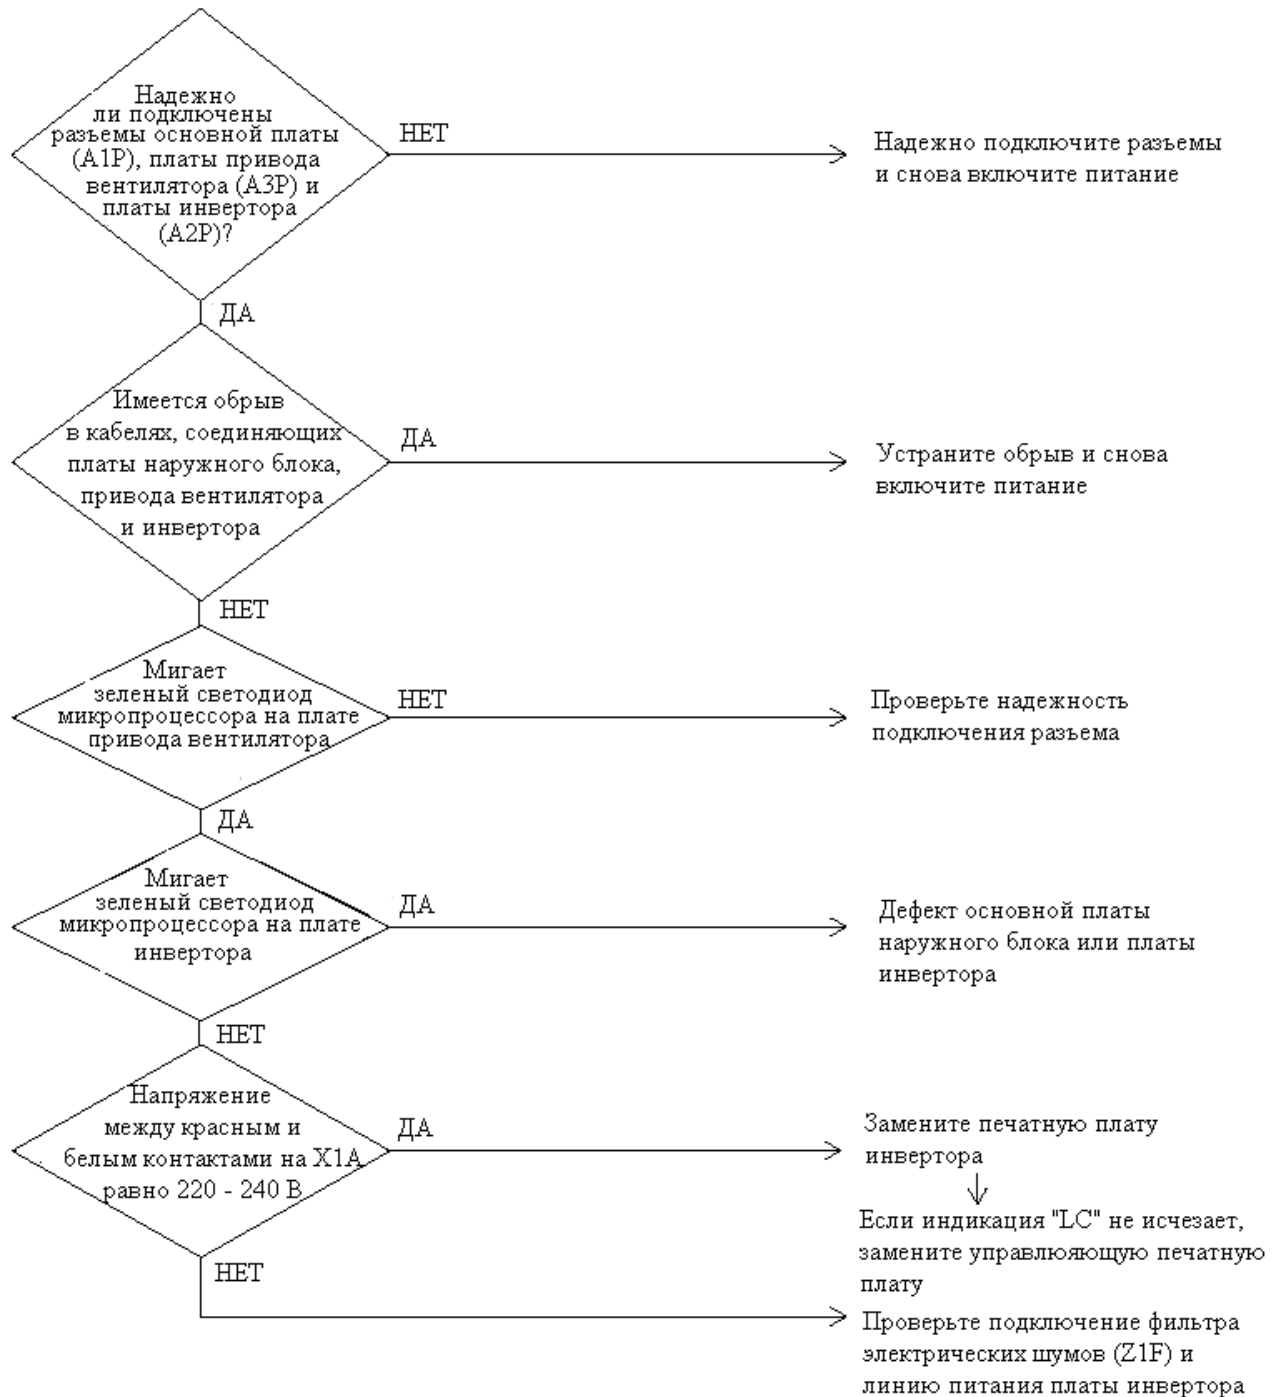 Надежно
ли подключены
разъемы основной платы
(A1P), платы привода
вентилятора (A3P) и
платы инвертора
(A2P)?
НЕТ
Надежно подключите разъемы
и снова включите питание
ДА
Имеется обрыв
в кабелях, соединяющих
платы наружного блока,
привода вентилятора
и инвертора
ДА
Устраните обрыв и снова
включите питание
НЕТ
Мигает
зеленый светодиод
микропроцессора на плате
привода вентилятора
НЕТ
Проверьте надежность
подключения разъема
ДА
Мигает
зеленый светодиод
микропроцессора на плате
инвертора
ДА
Дефект основной платы
наружного блока или платы
инвертора
НЕТ
Напряжение
между красным и
белым контактами на X1A
равно 220 - 240 В
ДА
Замените печатную плату
инвертора
Если индикация "LC" не исчезает,
замените управлюяющую печатную
плату
НЕТ
Проверьте подключение фильтра
электрических шумов (Z1F) и
линию питания платы инвертора